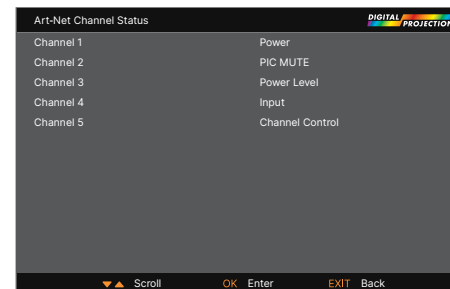 Art-Net Channel Status
DIGITAL PROJECTION
Channel 1 Power
Channel 2 PIC MUTE
Channel 3 Power Level
Channel 4 Input
Channel 5 Channel Control
▼▲ Scroll OK Enter EXIT Back